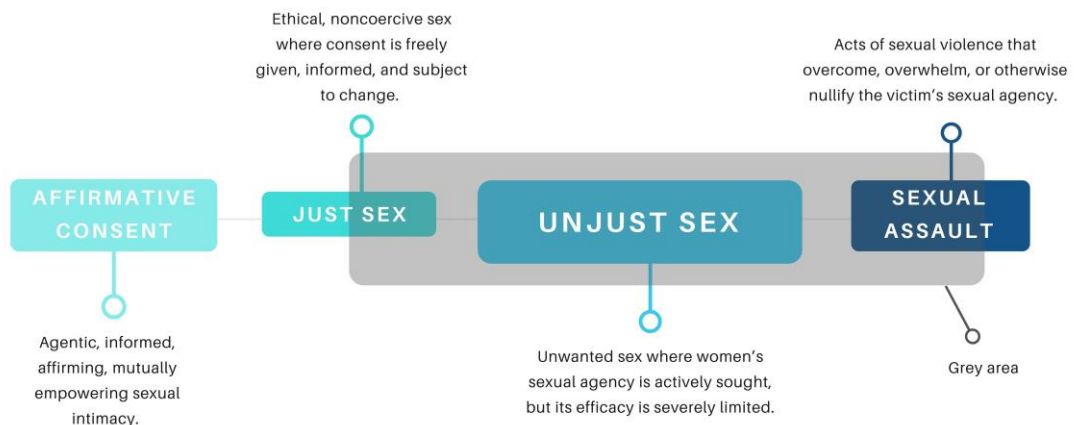 Ethical, noncoercive sex
where consent is freely
given, informed, and subject
to change.
Acts of sexual violence that
overcome, overwhelm, or otherwise
nullify the victim's sexual agency.
AFFIRMATIVE
CONSENT
JUST SEX
UNJUST SEX
SEXUAL
ASSAULT
Agentic, informed,
affirming, mutually
empowering sexual
intimacy.
Unwanted sex where women's
sexual agency is actively sought,
but its efficacy is severely limited.
Grey area